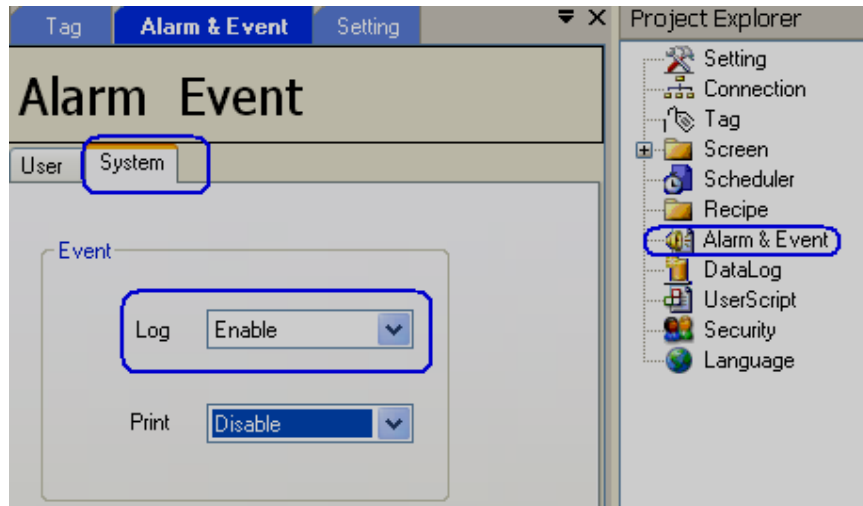 Tag Alarm & Event Setting
Alarm Event
User System
Event
Log Enable
Print Disable
Project Explorer
Setting
Connection
Tag
Screen
Scheduler
Recipe
Alarm & Event
DataLog
UserScript
Security
Language